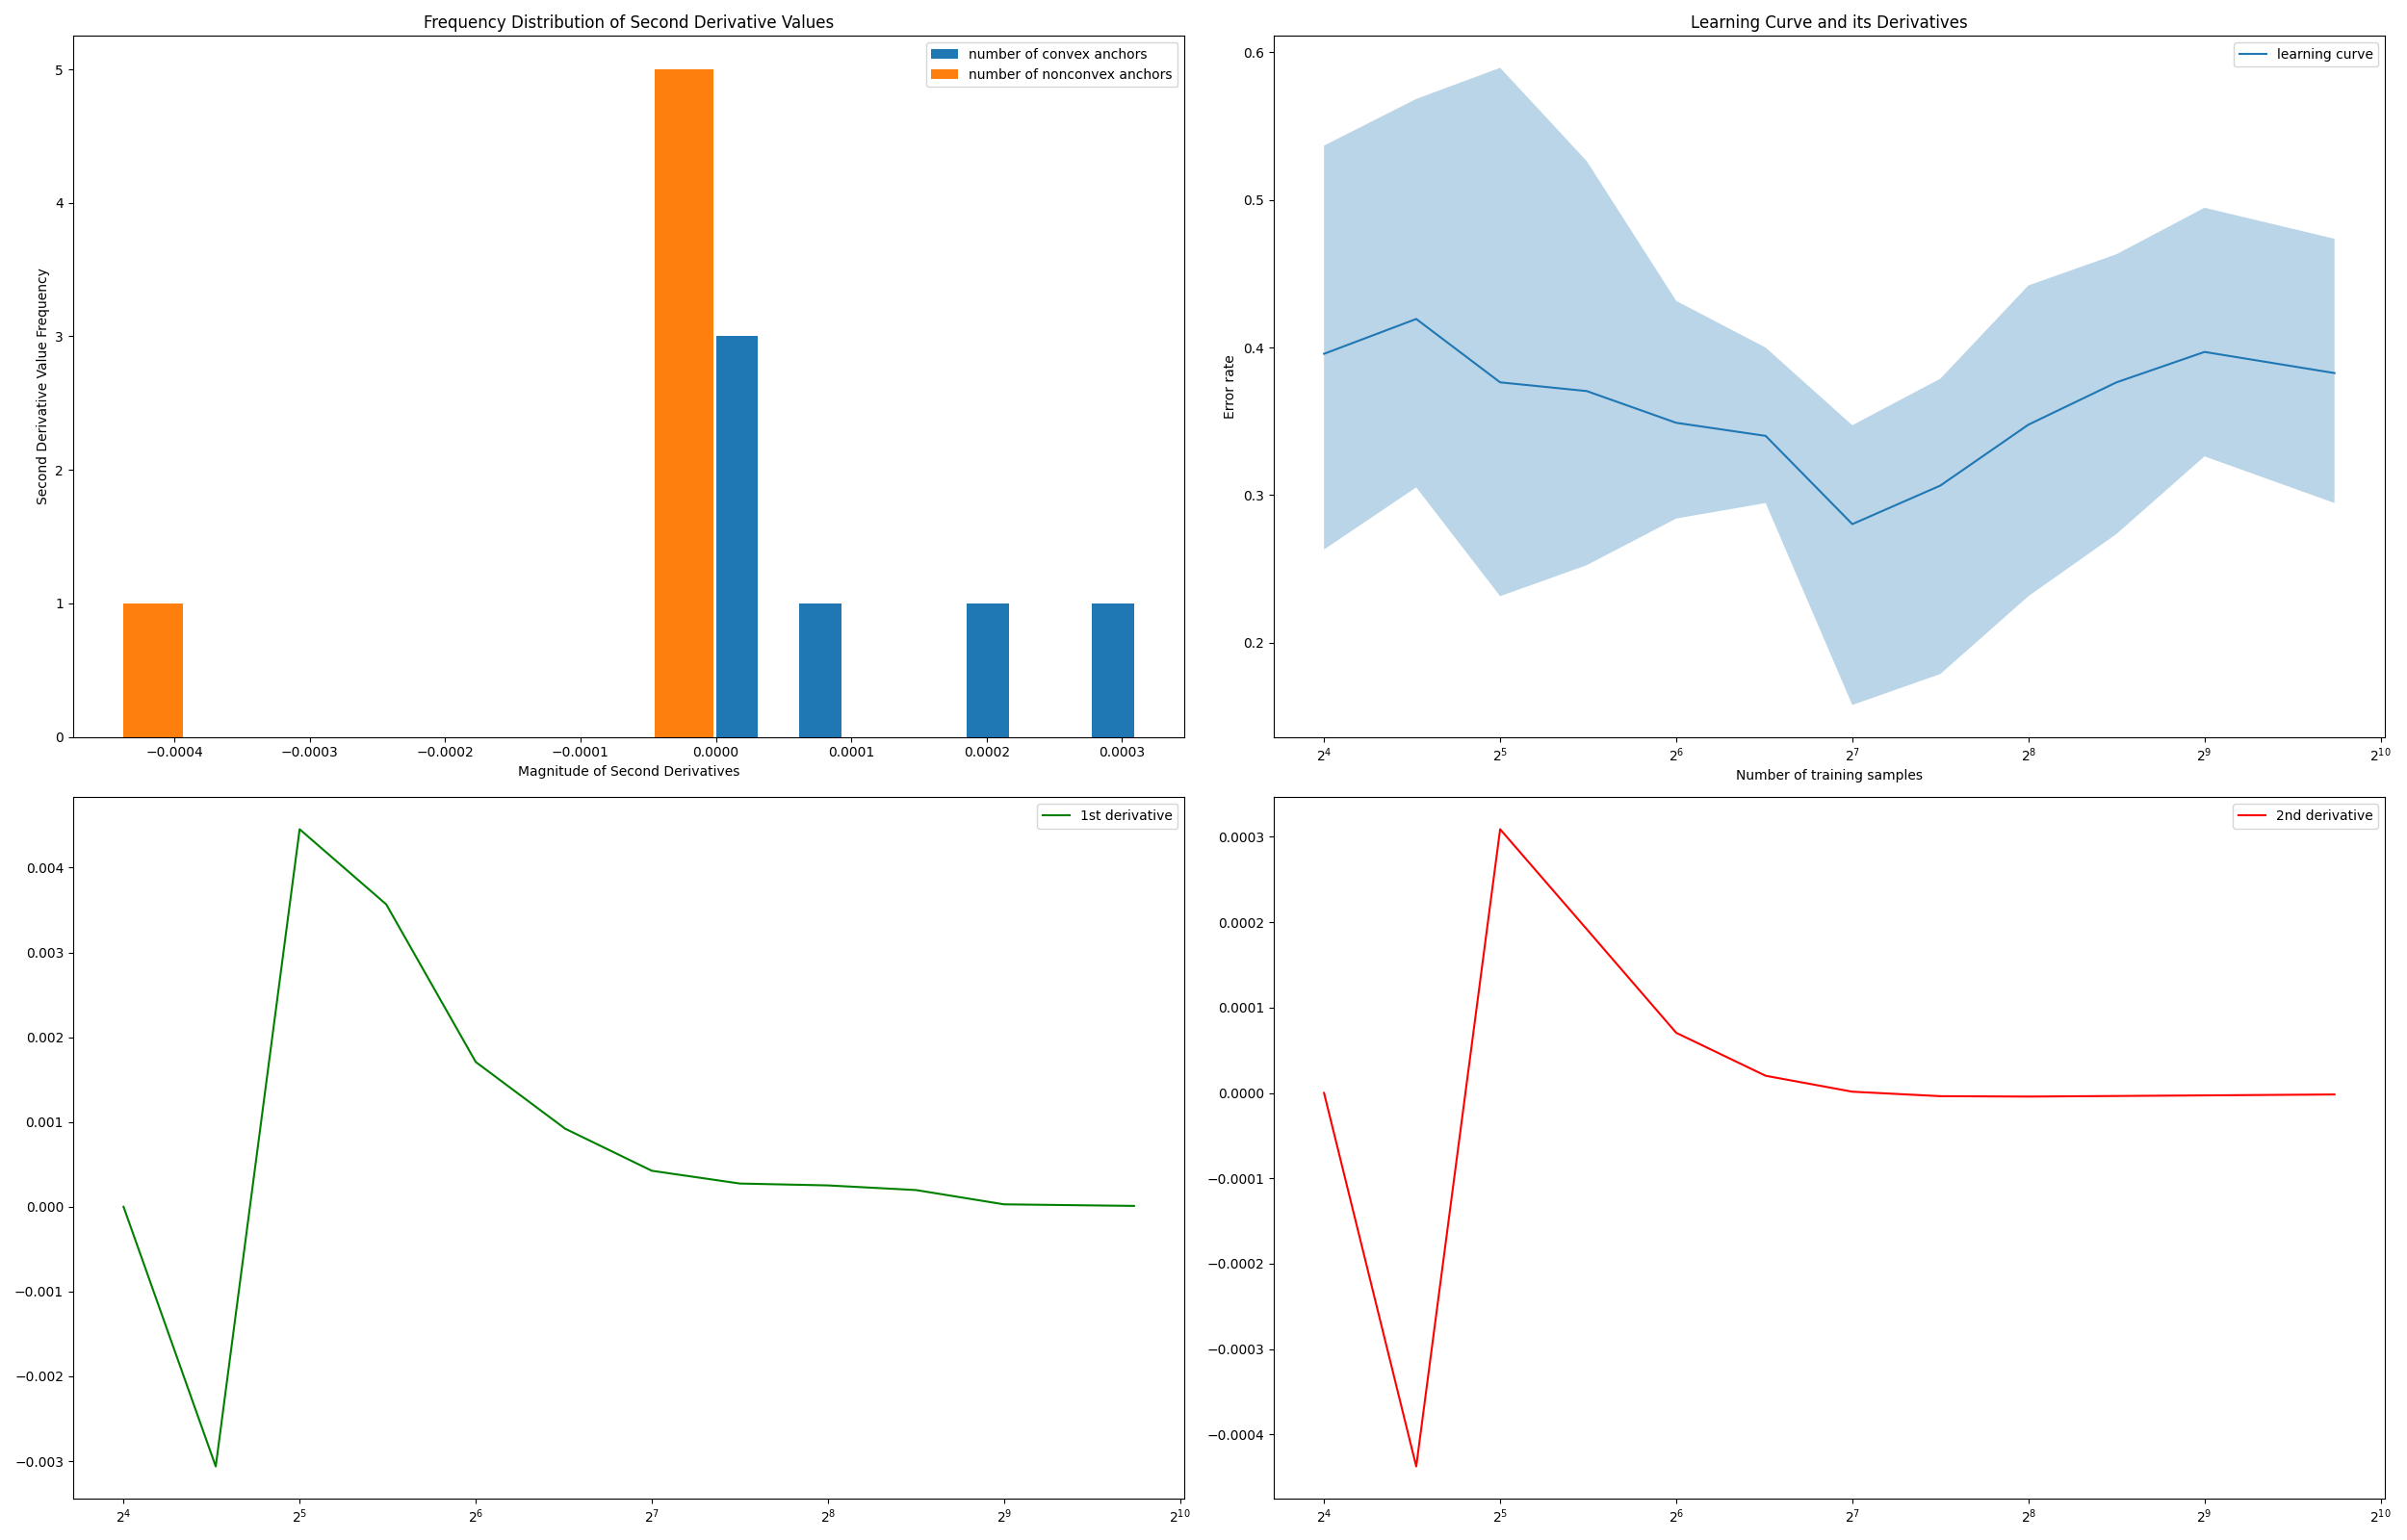 Frequency Distribution of Second Derivative Values
number of convex anchors
number of nonconvex anchors
Second Derivative Value Frequency
5
4
3
2
1
0
−0.0004 −0.0003 −0.0002 −0.0001 0.0000 0.0001 0.0002 0.0003
Magnitude of Second Derivatives
Learning Curve and its Derivatives
learning curve
Error rate
0.6
0.5
0.4
0.3
0.2
2⁴ 2⁵ 2⁶ 2⁷ 2⁸ 2⁹ 2¹⁰
Number of training samples
1st derivative
0.004
0.003
0.002
0.001
0.000
−0.001
−0.002
−0.003
2⁴ 2⁵ 2⁶ 2⁷ 2⁸ 2⁹ 2¹⁰
2nd derivative
0.0003
0.0002
0.0001
0.0000
−0.0001
−0.0002
−0.0003
−0.0004
2⁴ 2⁵ 2⁶ 2⁷ 2⁸ 2⁹ 2¹⁰